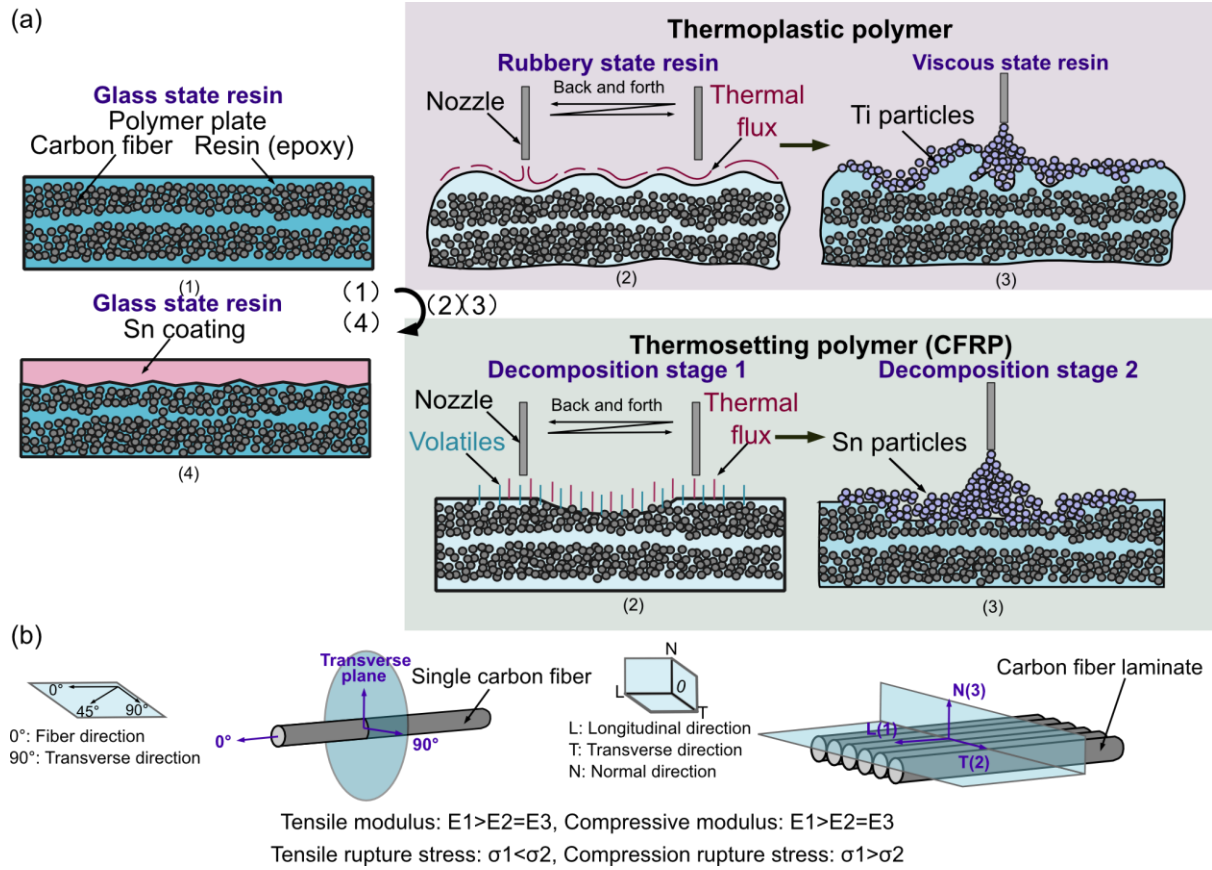 (a)
Glass state resin
Polymer plate
Carbon fiber
Resin (epoxy)
(1)
Glass state resin
Sn coating
(4)
(1)
(4)
(2)(3)
Thermoplastic polymer
Rubbery state resin
Viscous state resin
Nozzle
Back and forth
Thermal
flux
Ti particles
(2)
(3)
Thermosetting polymer (CFRP)
Decomposition stage 1
Decomposition stage 2
Nozzle
Back and forth
Thermal
flux
Volatiles
Sn particles
(2)
(3)
(b)
0°
45°
90°
0°: Fiber direction
90°: Transverse direction
Transverse
plane
Single carbon fiber
0°
90°
N
L
0
T
L: Longitudinal direction
T: Transverse direction
N: Normal direction
Carbon fiber
laminate
N(3)
L(1)
T(2)
Tensile modulus: E1>E2=E3, Compressive modulus: E1>E2=E3
Tensile rupture stress: σ1<σ2, Compression rupture stress: σ1>σ2